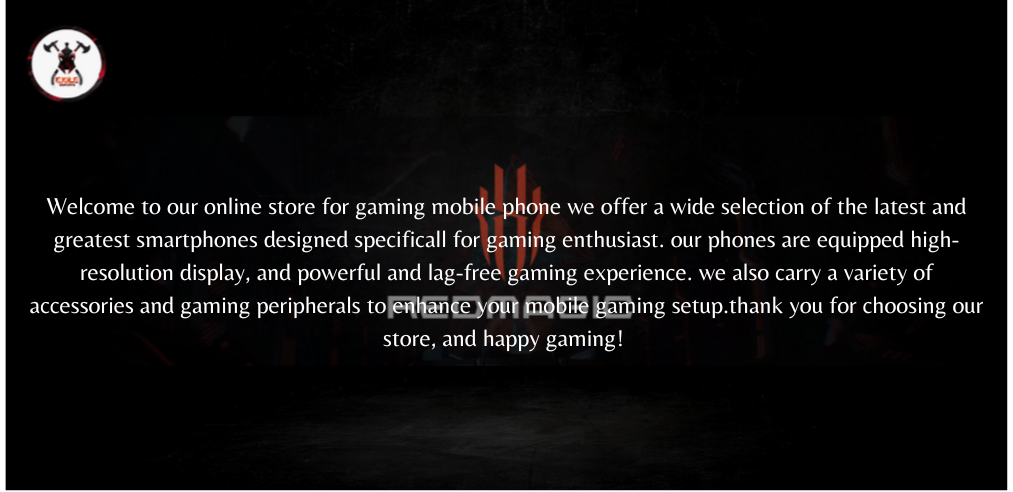 Welcome to our online store for gaming mobile phone we offer a wide selection of the latest and
greatest smartphones designed specificall for gaming enthusiast. our phones are equipped high-
resolution display, and powerful and lag-free gaming experience. we also carry a variety of
accessories and gaming peripherals to enhance your mobile gaming setup.thank you for choosing our
REDMAGIC
store, and happy gaming!